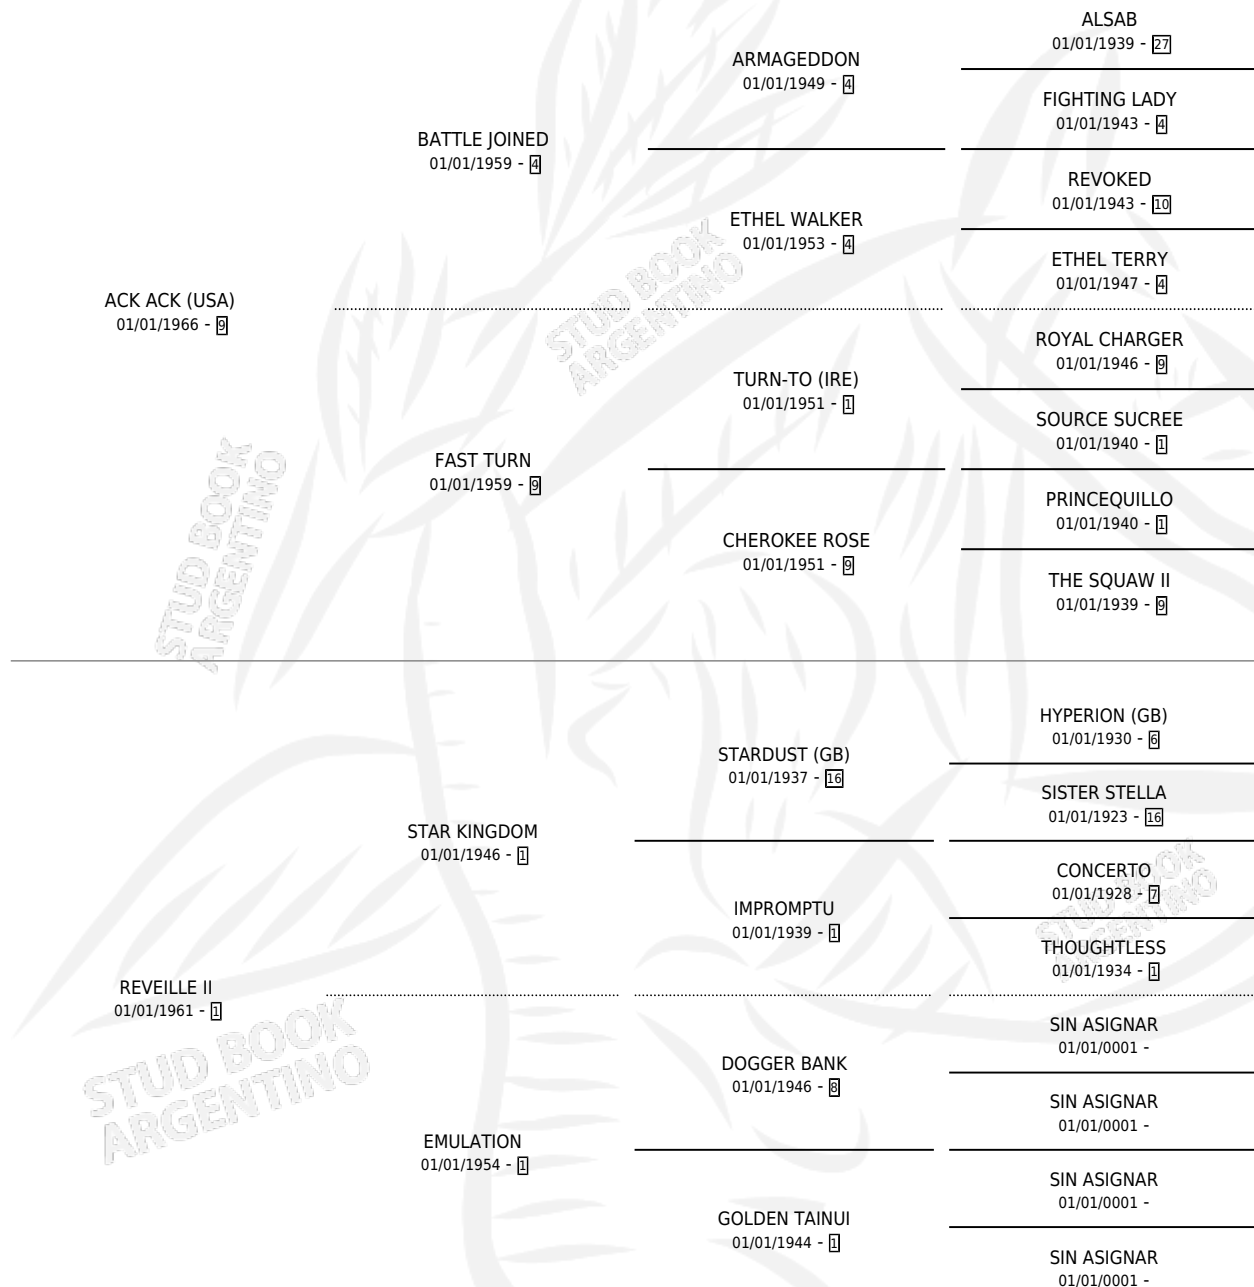 ALSAB
01/01/1939 - 27
ARMAGEDDON
01/01/1949 - 4
FIGHTING LADY
01/01/1943 - 4
BATTLE JOINED
01/01/1959 - 4
REVOKED
01/01/1943 - 10
ETHEL WALKER
01/01/1953 - 4
ETHEL TERRY
01/01/1947 - 4
ACK ACK (USA)
01/01/1966 - 9
ROYAL CHARGER
01/01/1946 - 9
TURN-TO (IRE)
01/01/1951 - 1
SOURCE SUCREE
01/01/1940 - 1
FAST TURN
01/01/1959 - 9
PRINCEQUILLO
01/01/1940 - 1
CHEROKEE ROSE
01/01/1951 - 9
THE SQUAW II
01/01/1939 - 9
HYPERION (GB)
01/01/1930 - 6
STARDUST (GB)
01/01/1937 - 16
SISTER STELLA
01/01/1923 - 16
STAR KINGDOM
01/01/1946 - 1
CONCERTO
01/01/1928 - 7
IMPROMPTU
01/01/1939 - 1
THOUGHTLESS
01/01/1934 - 1
REVEILLE II
01/01/1961 - 1
SIN ASIGNAR
01/01/0001 -
DOGGER BANK
01/01/1946 - 8
SIN ASIGNAR
01/01/0001 -
EMULATION
01/01/1954 - 1
SIN ASIGNAR
01/01/0001 -
GOLDEN TAINUI
01/01/1944 - 1
SIN ASIGNAR
01/01/0001 -
STUD BOOK
ARGENTINO
STUD BOOK
ARGENTINO
STUD BOOK
ARGENTINO
STUD BOOK
ARGENTINO